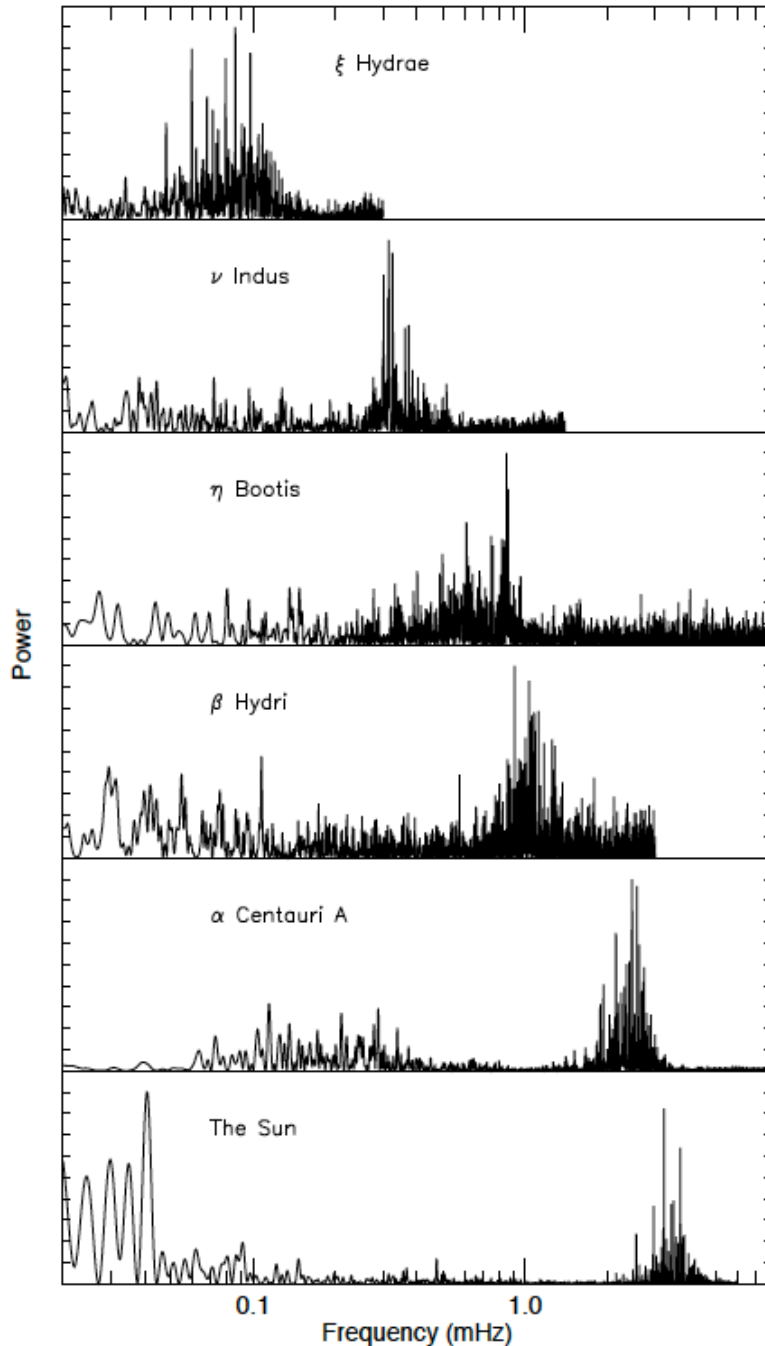 ξ Hydrae
ν Indus
η Bootis
Power
β Hydri
α Centauri A
The Sun
0.1 1.0
Frequency (mHz)